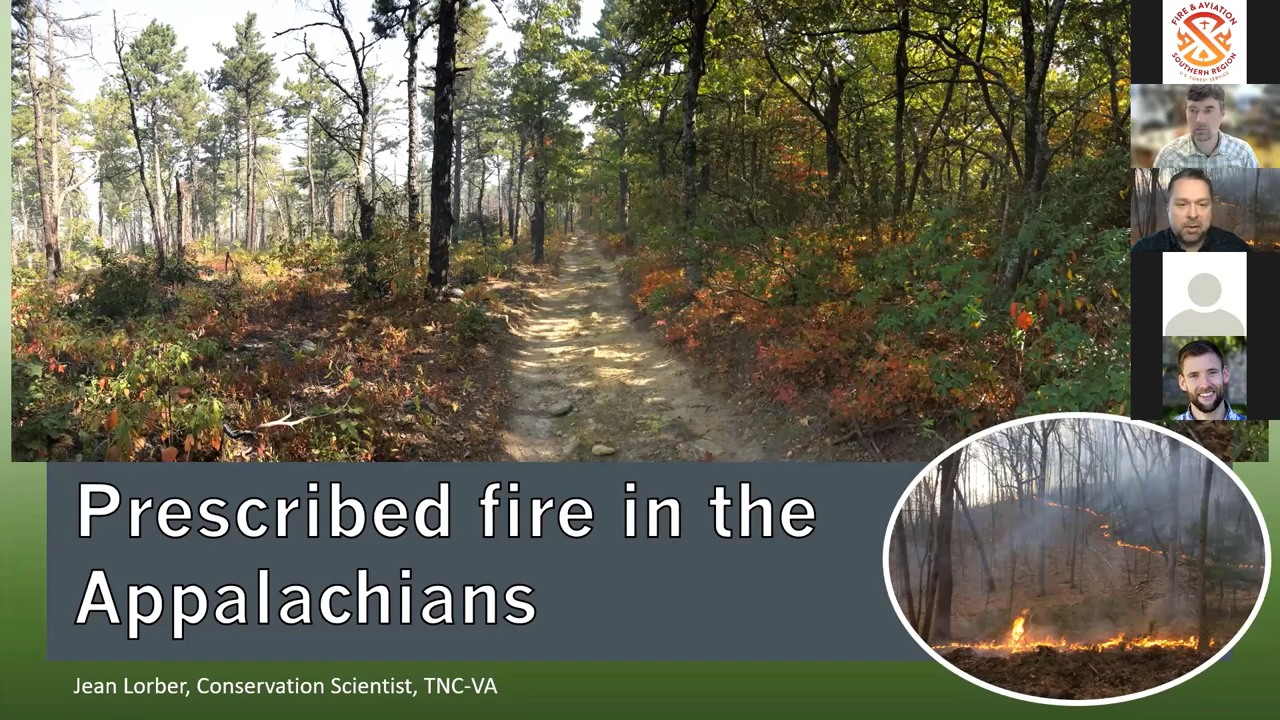 FIRE & AVIATION
SOUTHERN REGION
U.S. FOREST SERVICE
Prescribed fire in the
Appalachians
Jean Lorber, Conservation Scientist, TNC-VA